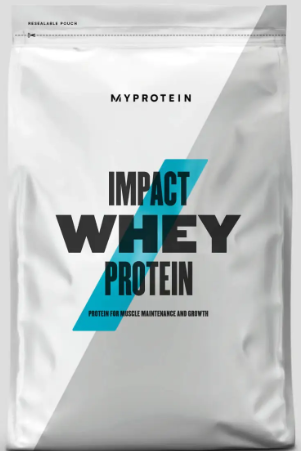 RESEALABLE POUCH
MYPROTEIN
IMPACT
WHEY
PROTEIN
PROTEIN FOR MUSCLE MAINTENANCE AND GROWTH